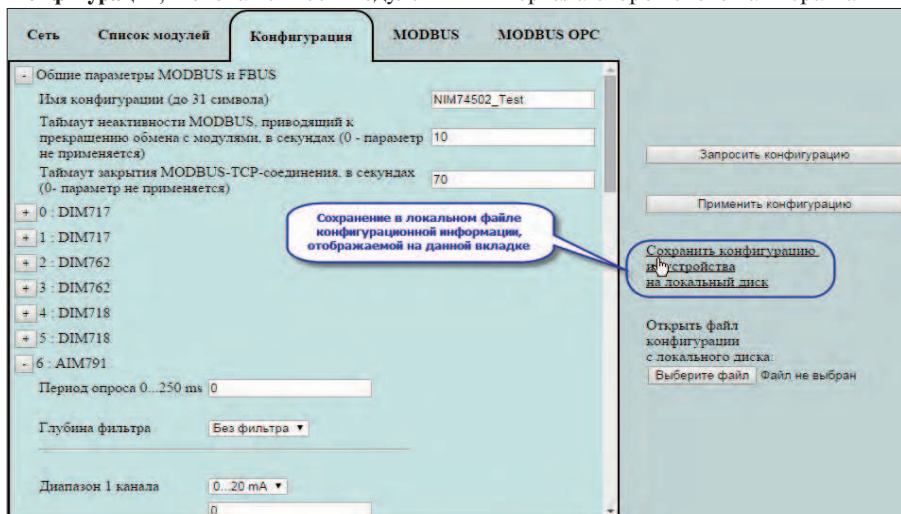 Сеть Список модулей Конфигурация MODBUS MODBUS OPC
- Общие параметры MODBUS и FBUS
Имя конфигурации (до 31 символа) NIM74502_Test
Таймаут неактивности MODBUS, приводящий к
прекращению обмена с модулями, в секундах (0 - параметр
не применяется) 10
Таймаут закрытия MODBUS-TCP-соединения, в секундах
(0- параметр не применяется) 70
+ 0 : DIM717
+ 1 : DIM717
+ 2 : DIM762
+ 3 : DIM762
+ 4 : DIM718
+ 5 : DIM718
- 6 : AIM791
Период опроса 0...250 ms 0
Глубина фильтра Без фильтра
Диапазон 1 канала 0...20 mA
0
Сохранение в локальном файле
конфигурационной информации,
отображаемой на данной вкладке
Запросить конфигурацию
Применить конфигурацию
Сохранить конфигурацию
устройства
на локальный диск
Открыть файл
конфигурации
с локального диска:
Выберите файл Файл не выбран